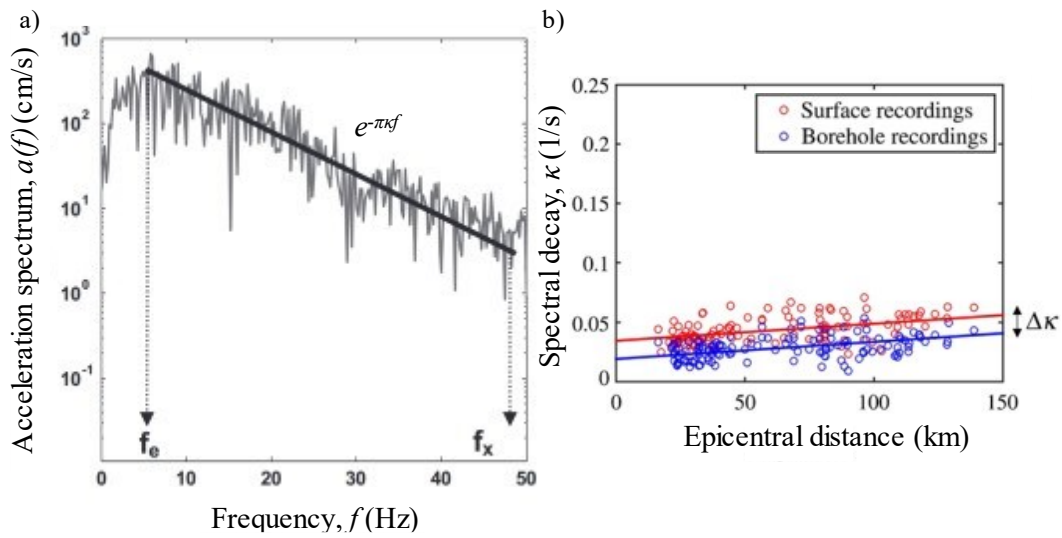 a)
Acceleration spectrum, a(f) (cm/s)
10³
10²
10¹
10⁰
10⁻¹
e^-πκf
fₑ
fₓ
0 10 20 30 40 50
Frequency, f (Hz)
b)
Spectral decay, κ (1/s)
0.25
0.2
0.15
0.1
0.05
0
Surface recordings
Borehole recordings
Δκ
0 50 100 150
Epicentral distance (km)